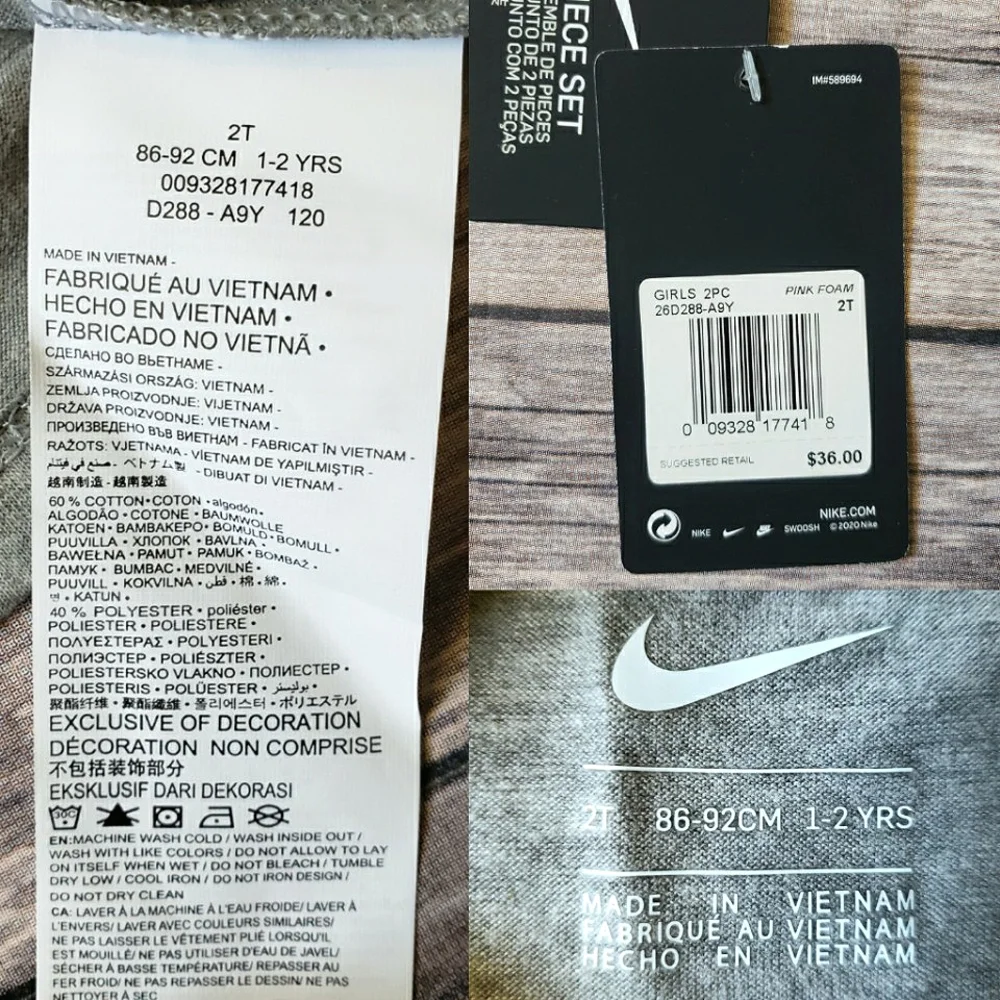 2T
86-92 CM 1-2 YRS
009328177418
D288 - A9Y 120
MADE IN VIETNAM -
FABRIQUÉ AU VIETNAM •
HECHO EN VIETNAM •
FABRICADO NO VIETNÃ •
СДЕЛАНО ВО ВЬЕТНАМЕ -
SZÁRMAZÁSI ORSZÁG: VIETNAM -
ZEMLJA PROIZVODNJE: VIJETNAM -
DRŽAVA PROIZVODNJE: VIETNAM -
ПРОИЗВЕДЕНО ВЪВ ВИЕТНАМ - FABRICAT ÎN VIETNAM -
RAŽOTS: VJETNAMA - VİETNAM DE YAPILMIŞTIR -
صنع في فيتنام - ベトナム製 - DIBUAT DI VIETNAM -
越南制造 - 越南製造
60 % COTTON • COTON • algodón •
ALGODÃO • COTONE • BAUMWOLLE
KATOEN • ΒΑΜΒΑΚΕΡΟ • BOMULD • BOMULL •
PUUVILLA • ХЛОПОК • BAVLNA •
BAWEŁNA • PAMUT • PAMUK • BOMBAŽ •
ПАМУК • BUMBAC • MEDVILNĖ •
PUUVILL • KOKVILNA • قطن • 棉 • 綿 •
면 • KATUN •
40 % POLYESTER • poliéster •
POLIESTER • POLIESTERE •
ΠΟΛΥΕΣΤΕΡΑΣ • POLYESTERI •
ПОЛИЭСТЕР • POLIÉSZTER •
POLIESTERSKO VLAKNO • ПОЛИЕСТЕР •
POLIESTERIS • POLÜESTER • بوليستر •
聚酯纤维 • 聚酯纖維 • 폴리에스터 • ポリエステル
EXCLUSIVE OF DECORATION
DÉCORATION NON COMPRISE
不包括装饰部分
EKSKLUSIF DARI DEKORASI
30C
EN:MACHINE WASH COLD / WASH INSIDE OUT /
WASH WITH LIKE COLORS / DO NOT ALLOW TO LAY
ON ITSELF WHEN WET / DO NOT BLEACH / TUMBLE
DRY LOW / COOL IRON / DO NOT IRON DESIGN /
DO NOT DRY CLEAN
CA: LAVER À LA MACHINE À L'EAU FROIDE/ LAVER À
L'ENVERS/ LAVER AVEC COULEURS SIMILAIRES/
NE PAS LAISSER LE VÊTEMENT PLIÉ LORSQU'IL
EST MOUILLÉ/ NE PAS UTILISER D'EAU DE JAVEL/
SÉCHER À BASSE TEMPÉRATURE/ REPASSER AU
FER FROID/ NE PAS REPASSER LE DESSIN/ NE PAS
NETTOYER À SEC
IECE SET
EMBLE DE PIECES
UNTO DE 2 PIEZAS
INTO COM 2 PEÇAS
IM#589694
GIRLS 2PC PINK FOAM
26D288-A9Y 2T
0 09328 17741 8
SUGGESTED RETAIL $36.00
NIKE.COM
NIKE SWOOSH ©2020 Nike
2T 86-92CM 1-2 YRS
MADE IN VIETNAM
FABRIQUÉ AU VIETNAM
HECHO EN VIETNAM